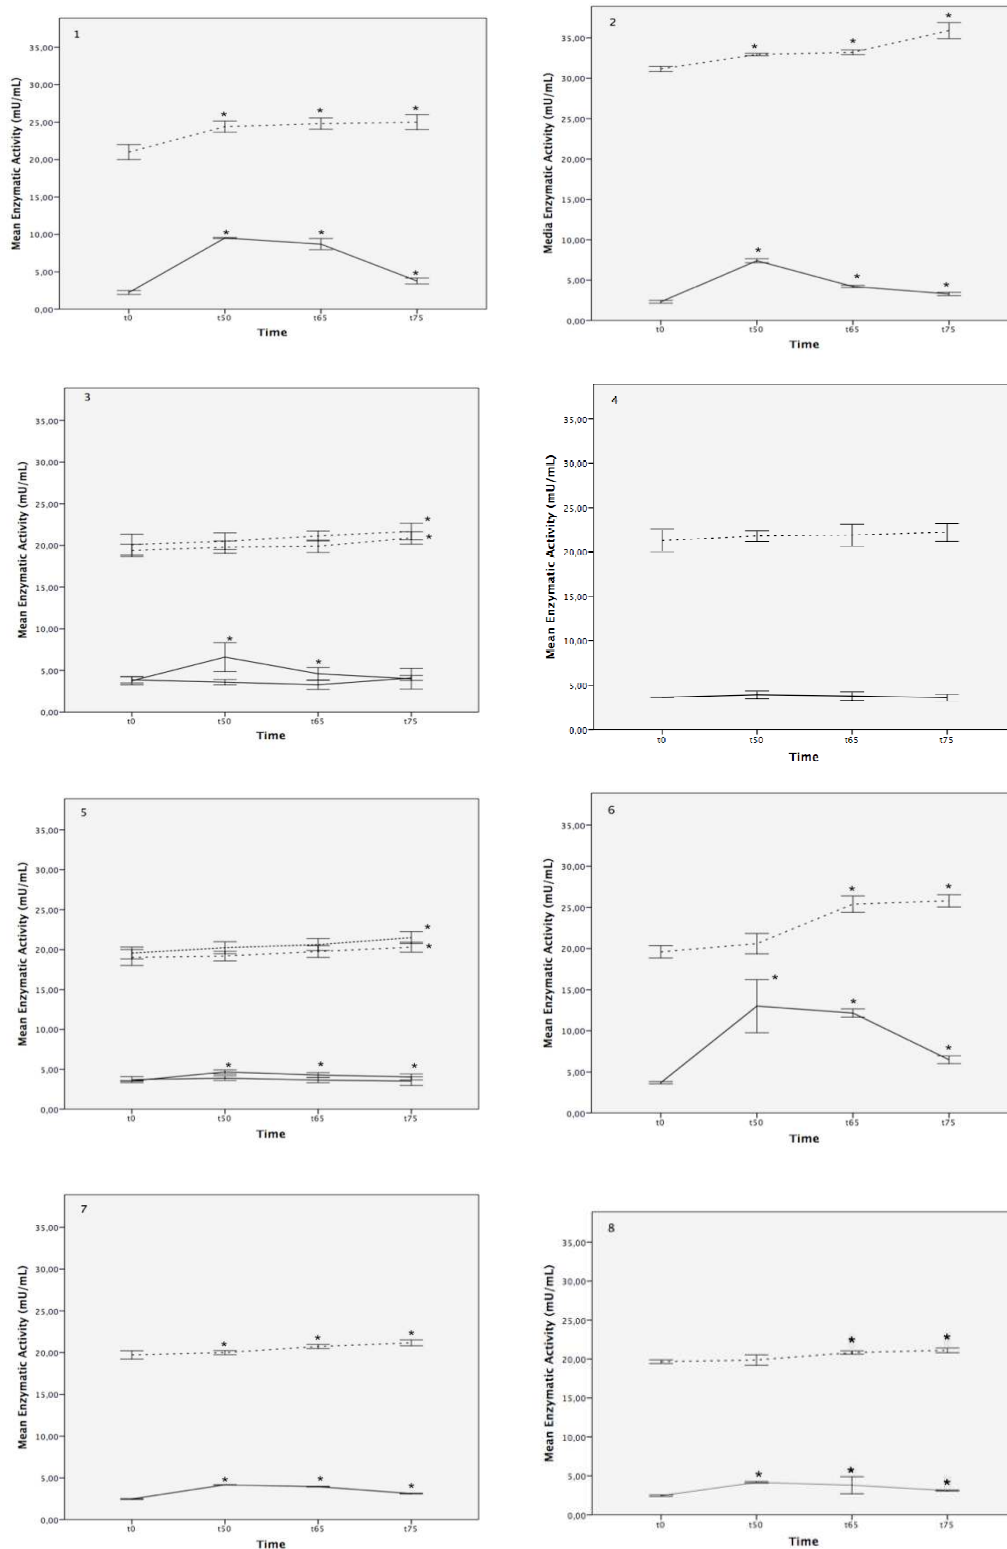 1
Mean Enzymatic Activity (mU/mL)
35,00
30,00
25,00
20,00
15,00
10,00
5,00
0,00
* * *
* * *
t0 t50 t65 t75
Time
2
Media Enzymatic Activity (mU/mL)
35,00
30,00
25,00
20,00
15,00
10,00
5,00
0,00
* * *
* * *
t0 t50 t65 t75
Time
3
Mean Enzymatic Activity (mU/mL)
35,00
30,00
25,00
20,00
15,00
10,00
5,00
0,00
*
*
* *
t0 t50 t65 t75
Time
4
Mean Enzymatic Activity (mU/mL)
35,00
30,00
25,00
20,00
15,00
10,00
5,00
0,00
t0 t50 t65 t75
Time
5
Mean Enzymatic Activity (mU/mL)
35,00
30,00
25,00
20,00
15,00
10,00
5,00
0,00
*
*
* * *
t0 t50 t65 t75
Time
6
Mean Enzymatic Activity (mU/mL)
35,00
30,00
25,00
20,00
15,00
10,00
5,00
0,00
* *
* * *
t0 t50 t65 t75
Time
7
Mean Enzymatic Activity (mU/mL)
35,00
30,00
25,00
20,00
15,00
10,00
5,00
0,00
* * *
* * *
t0 t50 t65 t75
Time
8
Mean Enzymatic Activity (mU/mL)
35,00
30,00
25,00
20,00
15,00
10,00
5,00
0,00
* *
* * *
t0 t50 t65 t75
Time